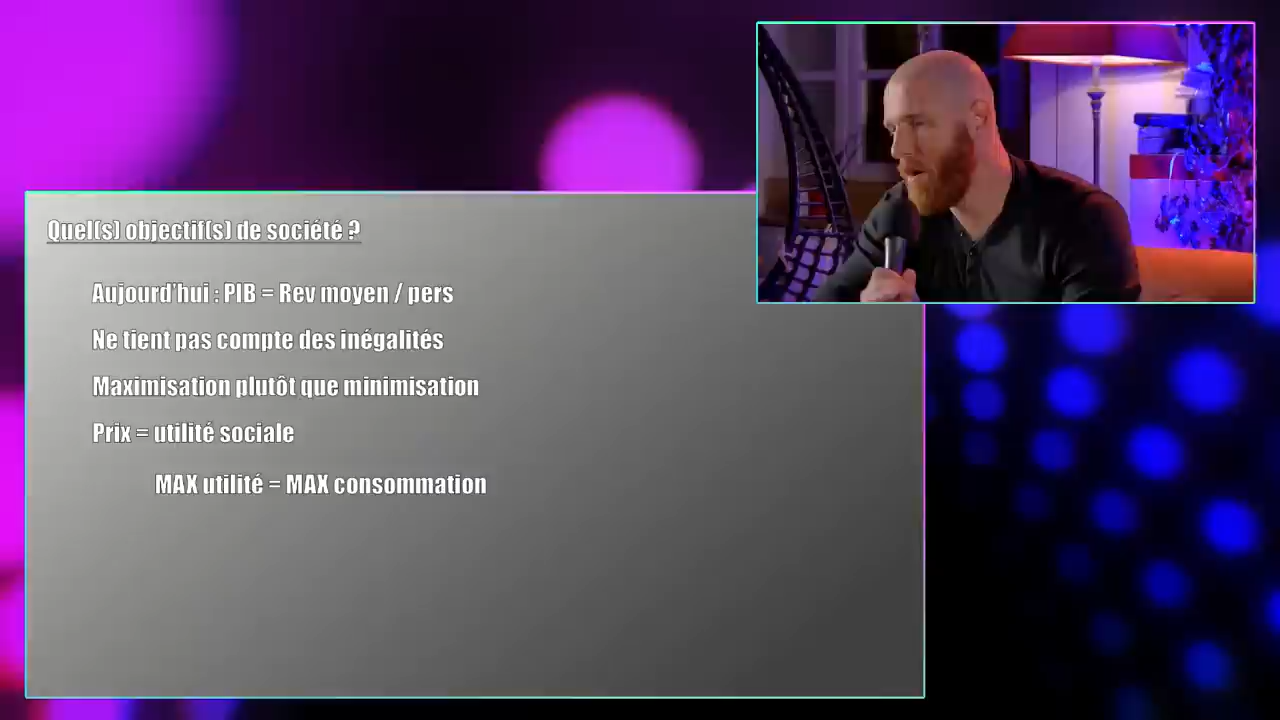 Quel(s) objectif(s) de société ?
Aujourd'hui : PIB = Rev moyen / pers
Ne tient pas compte des inégalités
Maximisation plutôt que minimisation
Prix = utilité sociale
MAX utilité = MAX consommation